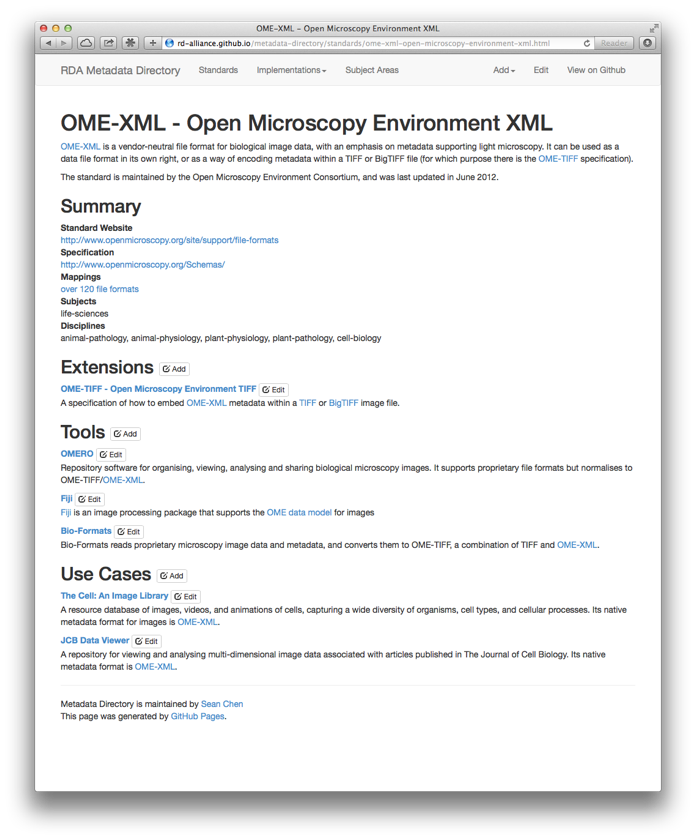 OME-XML - Open Microscopy Environment XML
rd-alliance.github.io/metadata-directory/standards/ome-xml-open-microscopy-environment-xml.html
Reader
RDA Metadata Directory Standards Implementations Subject Areas Add Edit View on Github
OME-XML - Open Microscopy Environment XML
OME-XML is a vendor-neutral file format for biological image data, with an emphasis on metadata supporting light microscopy. It can be used as a
data file format in its own right, or as a way of encoding metadata within a TIFF or BigTIFF file (for which purpose there is the OME-TIFF specification).
The standard is maintained by the Open Microscopy Environment Consortium, and was last updated in June 2012.
Summary
Standard Website
http://www.openmicroscopy.org/site/support/file-formats
Specification
http://www.openmicroscopy.org/Schemas/
Mappings
over 120 file formats
Subjects
life-sciences
Disciplines
animal-pathology, animal-physiology, plant-physiology, plant-pathology, cell-biology
Extensions Add
OME-TIFF - Open Microscopy Environment TIFF Edit
A specification of how to embed OME-XML metadata within a TIFF or BigTIFF image file.
Tools Add
OMERO Edit
Repository software for organising, viewing, analysing and sharing biological microscopy images. It supports proprietary file formats but normalises to
OME-TIFF/OME-XML.
Fiji Edit
Fiji is an image processing package that supports the OME data model for images
Bio-Formats Edit
Bio-Formats reads proprietary microscopy image data and metadata, and converts them to OME-TIFF, a combination of TIFF and OME-XML.
Use Cases Add
The Cell: An Image Library Edit
A resource database of images, videos, and animations of cells, capturing a wide diversity of organisms, cell types, and cellular processes. Its native
metadata format for images is OME-XML.
JCB Data Viewer Edit
A repository for viewing and analysing multi-dimensional image data associated with articles published in The Journal of Cell Biology. Its native
metadata format is OME-XML.
Metadata Directory is maintained by Sean Chen
This page was generated by GitHub Pages.